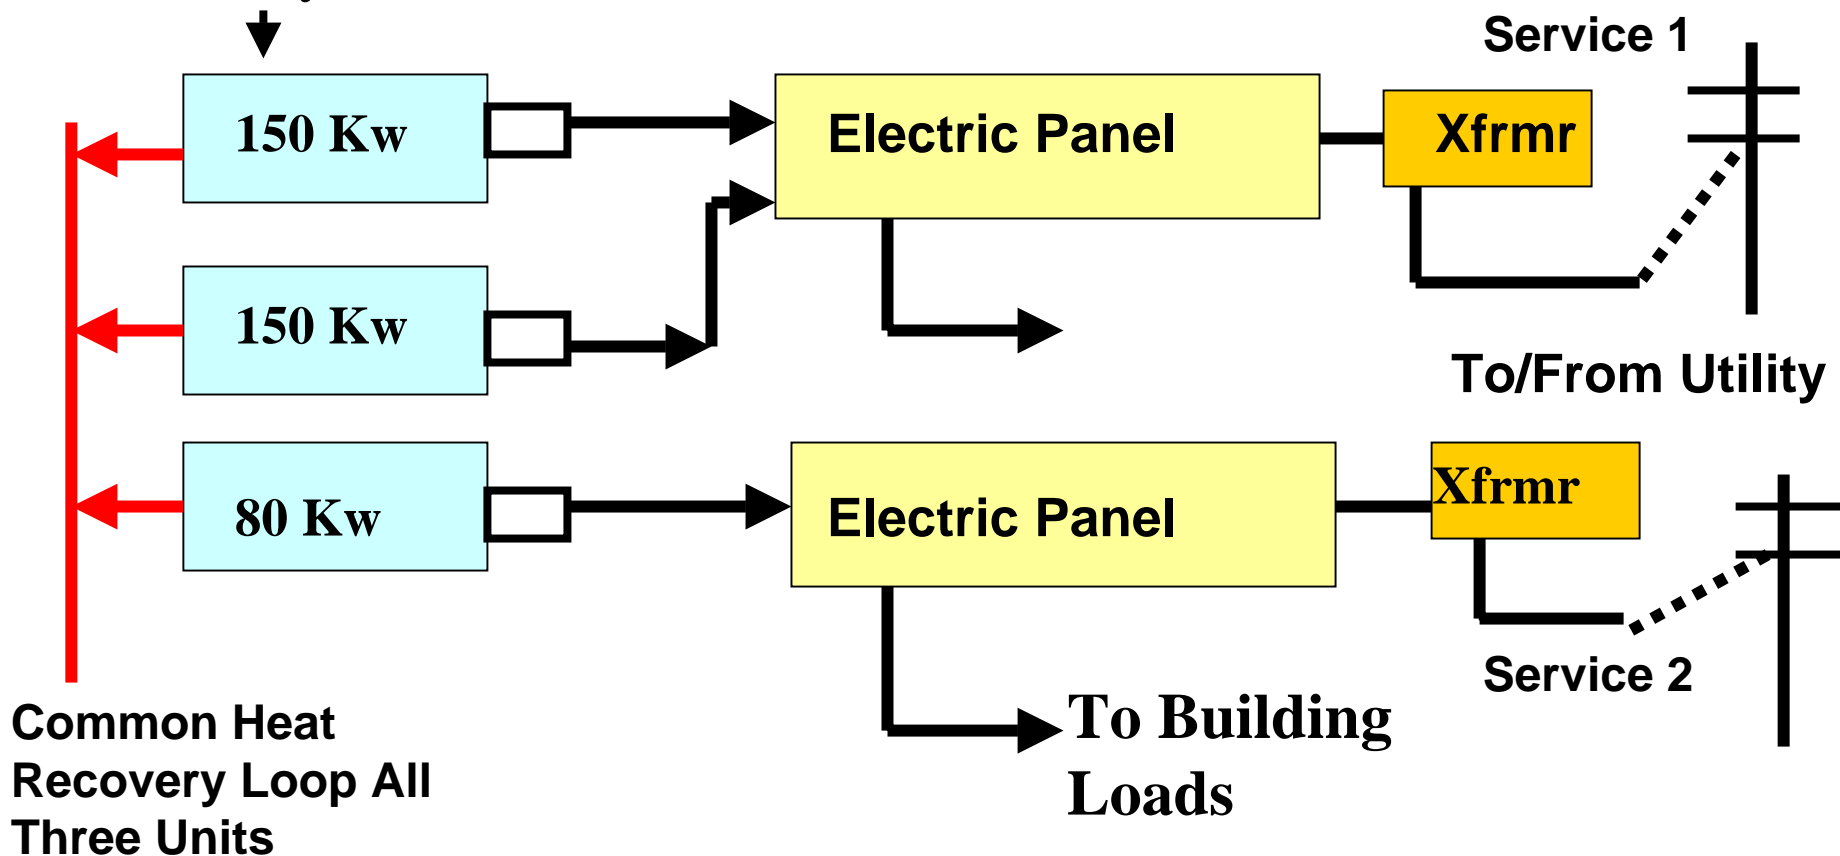 Service 1
150 Kw
Electric Panel
Xfrmr
150 Kw
To/From Utility
80 Kw
Electric Panel
Xfrmr
Service 2
To Building
Loads
Common Heat
Recovery Loop All
Three Units